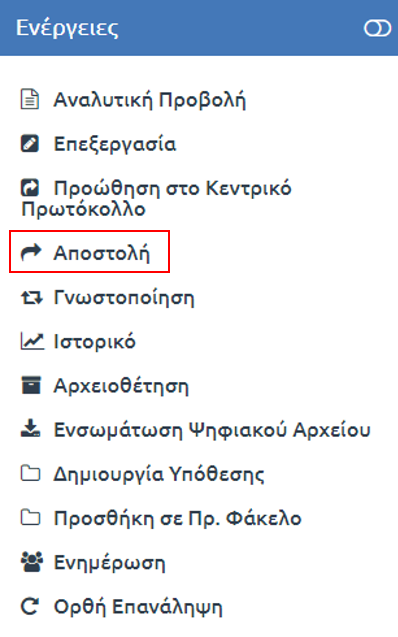 Ενέργειες
Αναλυτική Προβολή
Επεξεργασία
Προώθηση στο Κεντρικό
Πρωτόκολλο
Αποστολή
Γνωστοποίηση
Ιστορικό
Αρχειοθέτηση
Ενσωμάτωση Ψηφιακού Αρχείου
Δημιουργία Υπόθεσης
Προσθήκη σε Πρ. Φάκελο
Ενημέρωση
Ορθή Επανάληψη